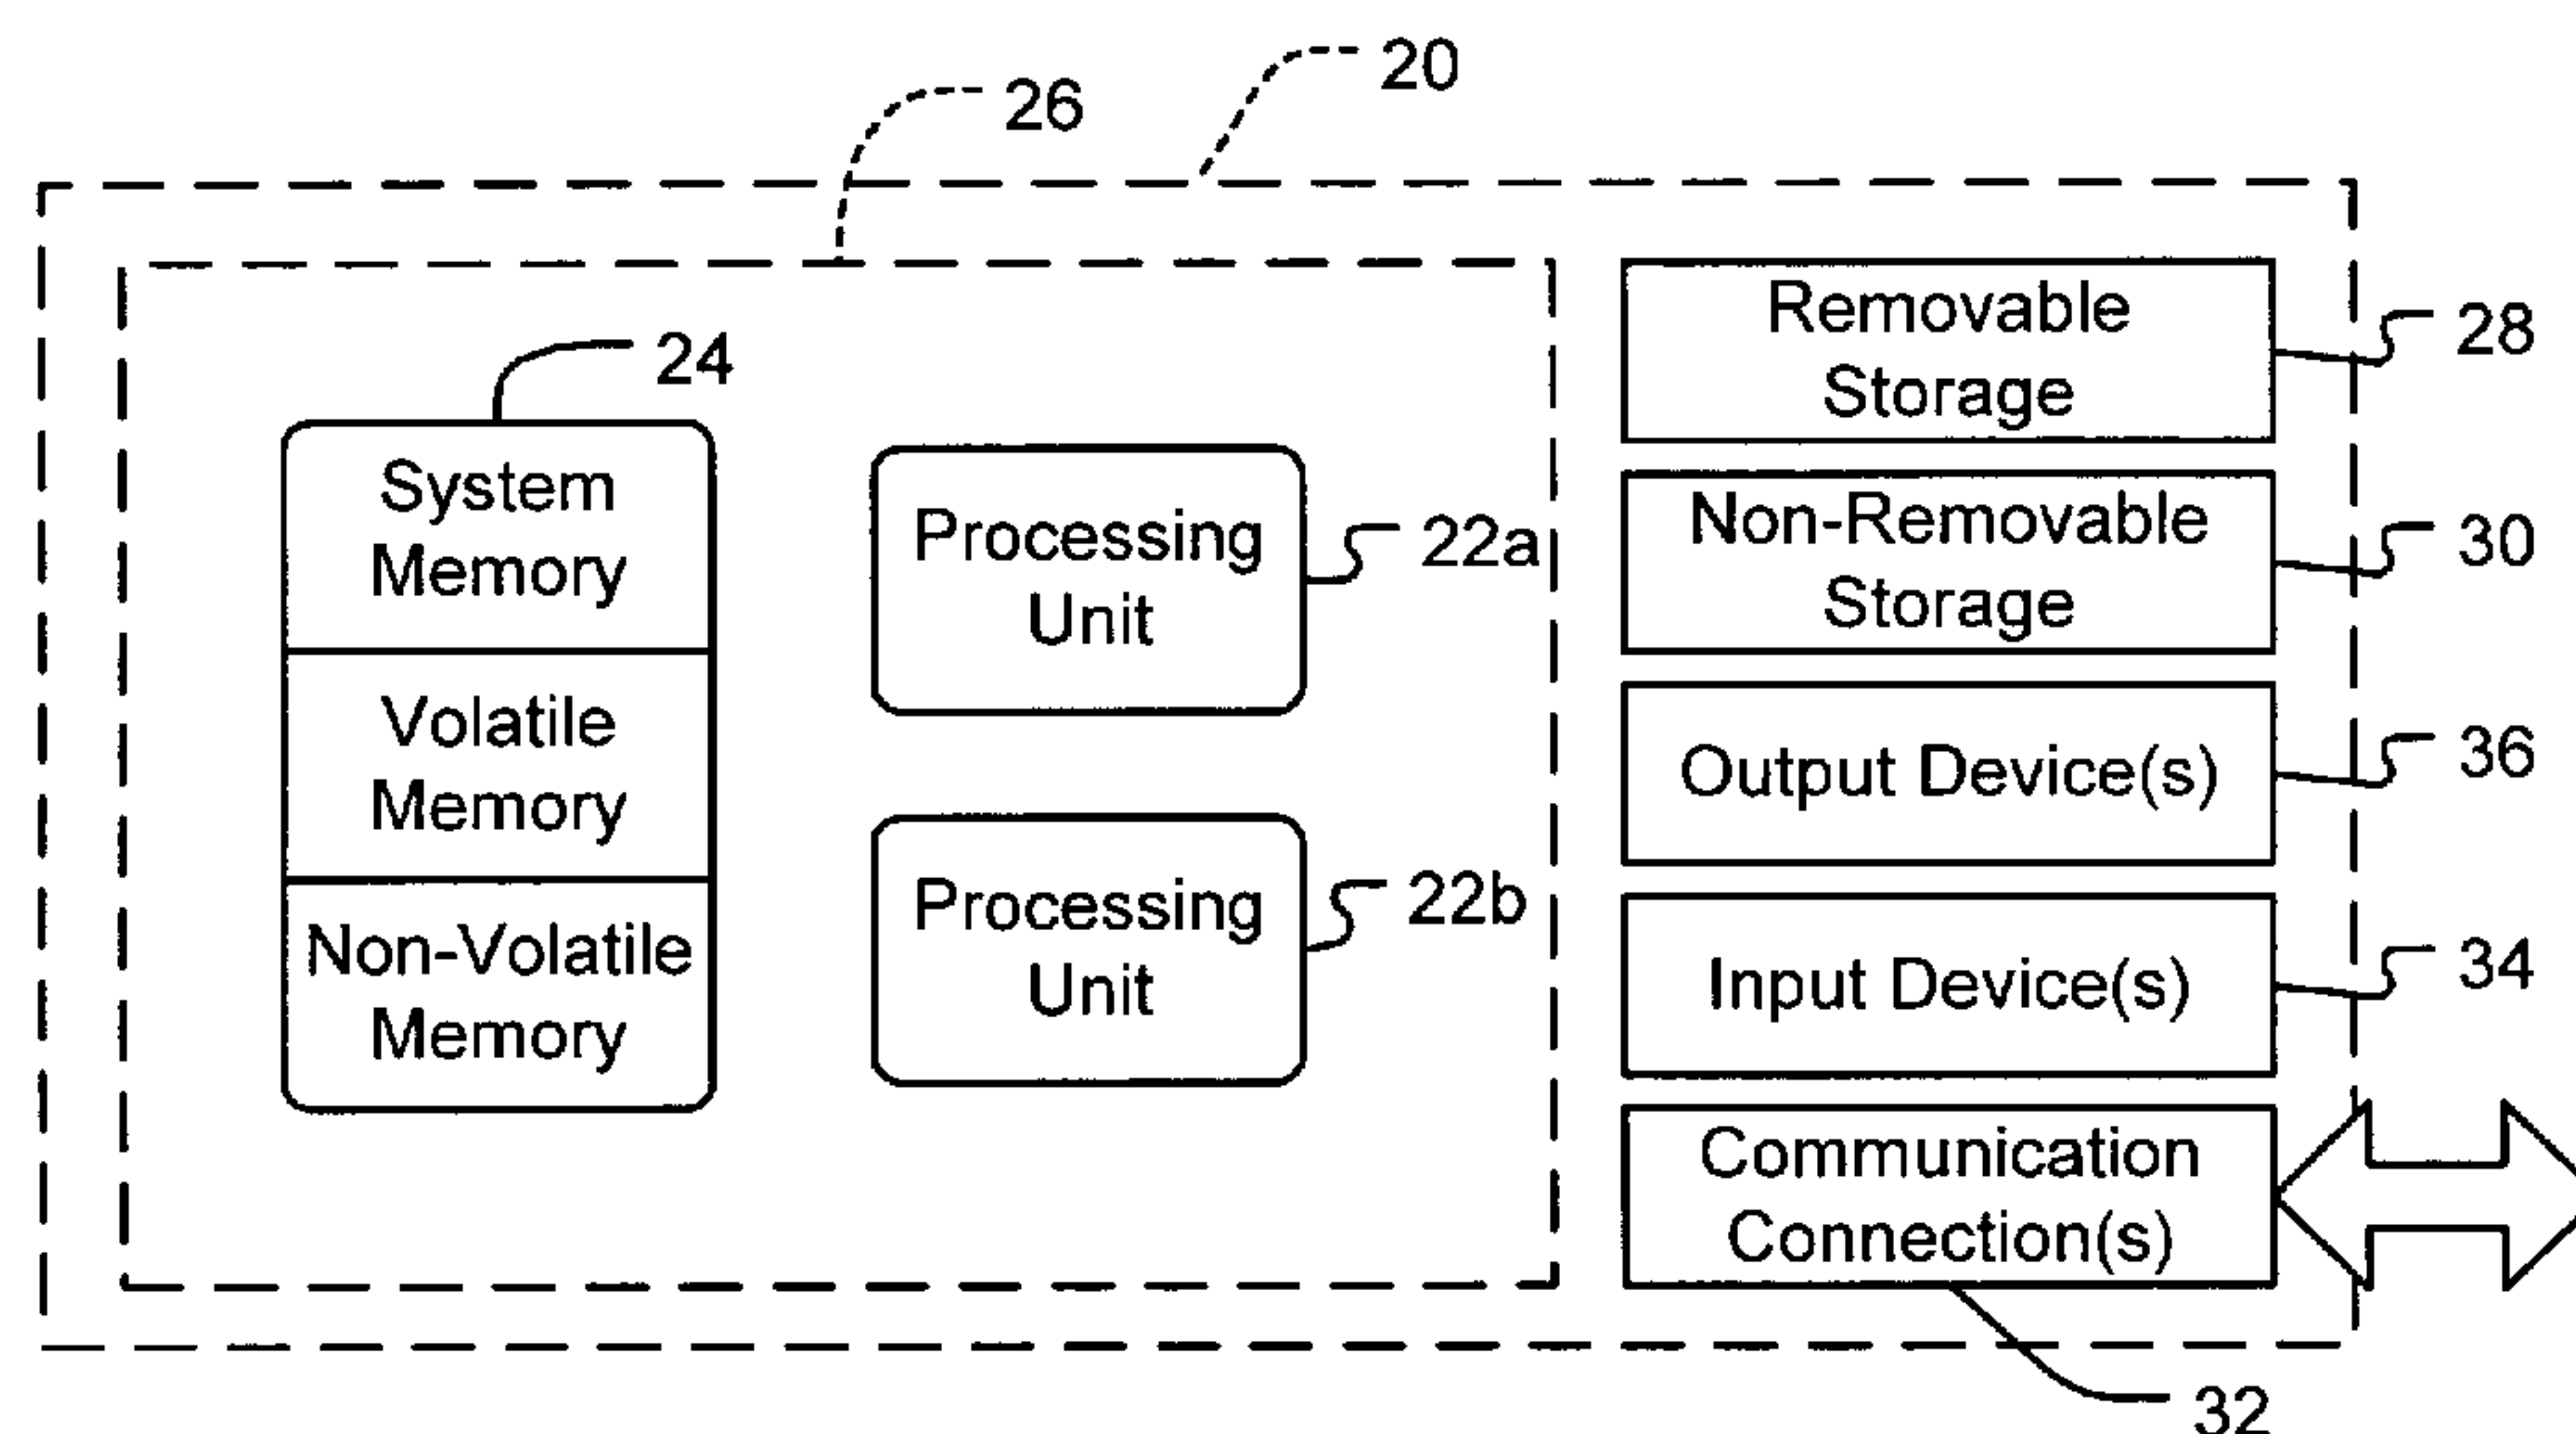 20
26
24
System
Memory
Volatile
Memory
Non-Volatile
Memory
Processing
Unit
22a
Processing
Unit
22b
Removable
Storage
28
Non-Removable
Storage
30
Output Device(s)
36
Input Device(s)
34
Communication
Connection(s)
32